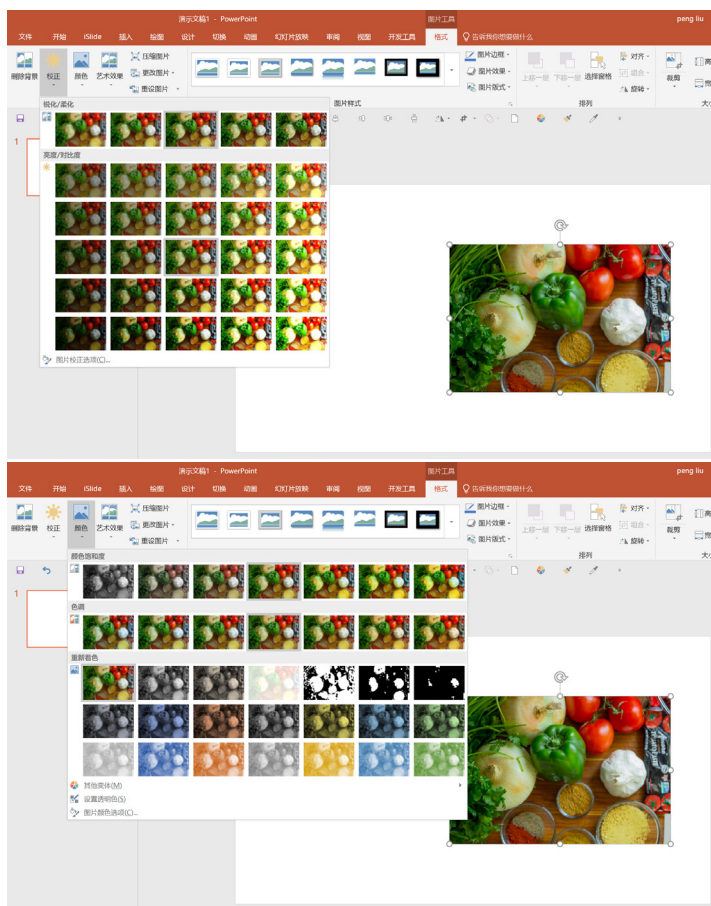 演示文稿1 - PowerPoint
图片工具
peng liu
文件 开始 iSlide 插入 绘图 设计 切换 动画 幻灯片放映 审阅 视图 开发工具 格式 告诉我你想要做什么
删除背景 校正 颜色 艺术效果
压缩图片
更改图片
重设图片
图片边框
图片效果
图片版式
上移一层 下移一层 选择窗格
对齐
组合
旋转
裁剪
图片样式
排列
锐化/柔化
1
亮度/对比度
图片校正选项(C)...
演示文稿1 - PowerPoint
图片工具
peng liu
文件 开始 iSlide 插入 绘图 设计 切换 动画 幻灯片放映 审阅 视图 开发工具 格式 告诉我你想要做什么
删除背景 校正 颜色 艺术效果
压缩图片
更改图片
重设图片
图片边框
图片效果
图片版式
上移一层 下移一层 选择窗格
对齐
组合
旋转
裁剪
排列
颜色饱和度
1
色调
重新着色
其他变体(M)
设置透明色(S)
图片颜色选项(C)...